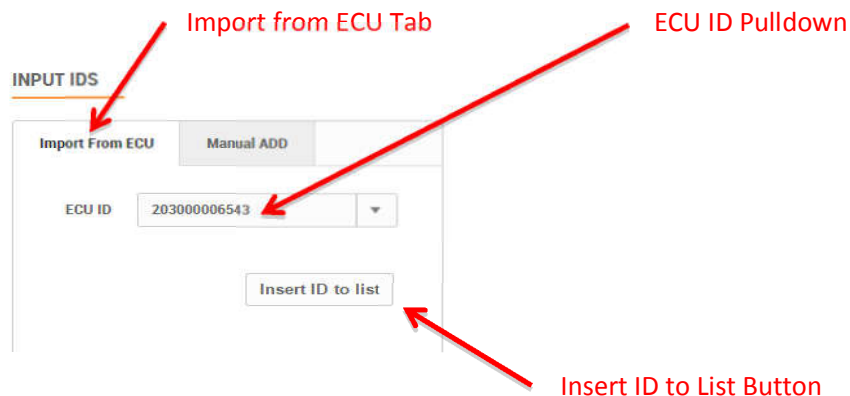 Import from ECU Tab
ECU ID Pulldown
INPUT IDS
Import From ECU
Manual ADD
ECU ID
203000006543
Insert ID to list
Insert ID to List Button